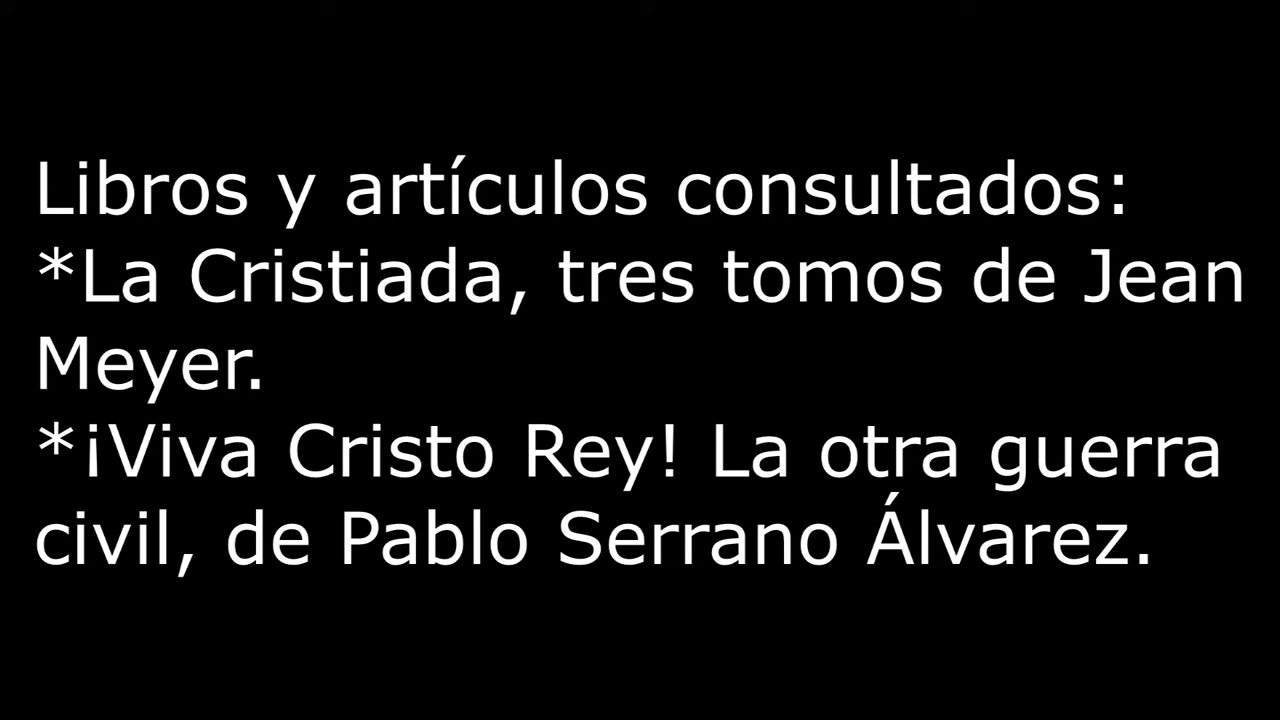 Libros y artículos consultados:
*La Cristiada, tres tomos de Jean
Meyer.
*¡Viva Cristo Rey! La otra guerra
civil, de Pablo Serrano Álvarez.